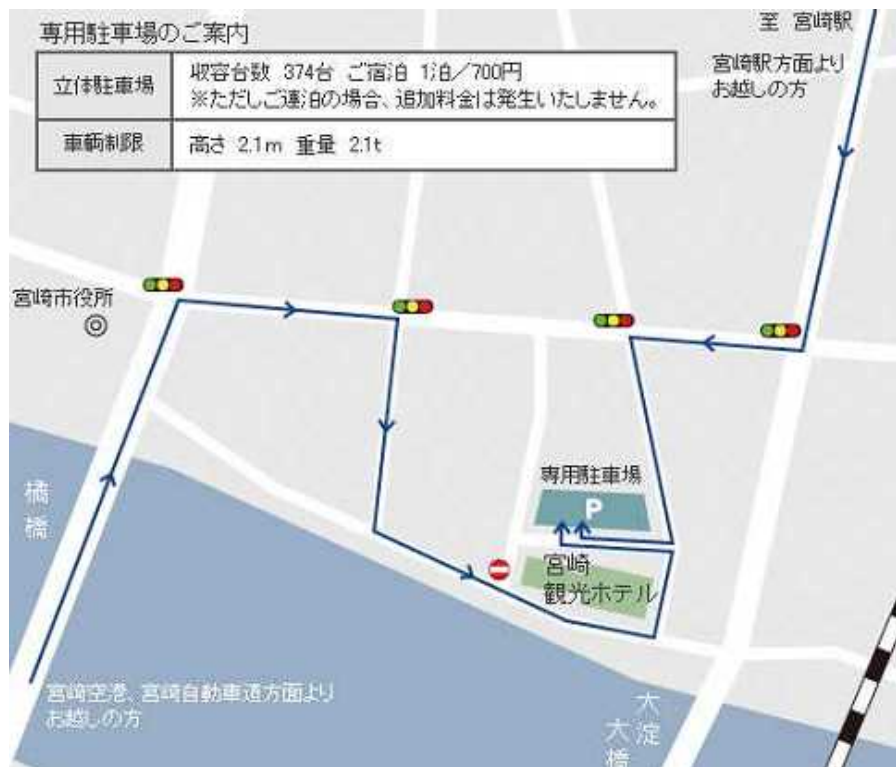 専用駐車場のご案内
立体駐車場
収容台数 374台 ご宿泊 1泊／700円
※ただしご連泊の場合、追加料金は発生いたしません。
車輌制限
高さ 2.1m 重量 2.1t
至 宮崎駅
宮崎駅方面より
お越しの方
宮崎市役所
専用駐車場
P
宮崎
観光ホテル
橘橋
宮崎空港、宮崎自動車道方面より
お越しの方
大淀
大橋